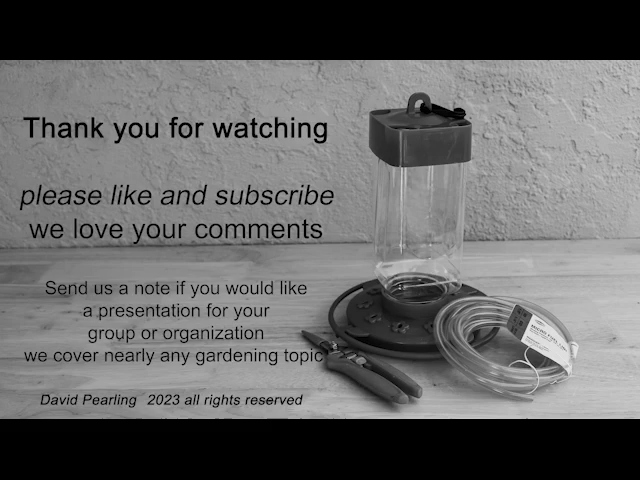 Thank you for watching
please like and subscribe
we love your comments
Send us a note if you would like
a presentation for your
group or organization
we cover nearly any gardening topic
David Pearling 2023 all rights reserved